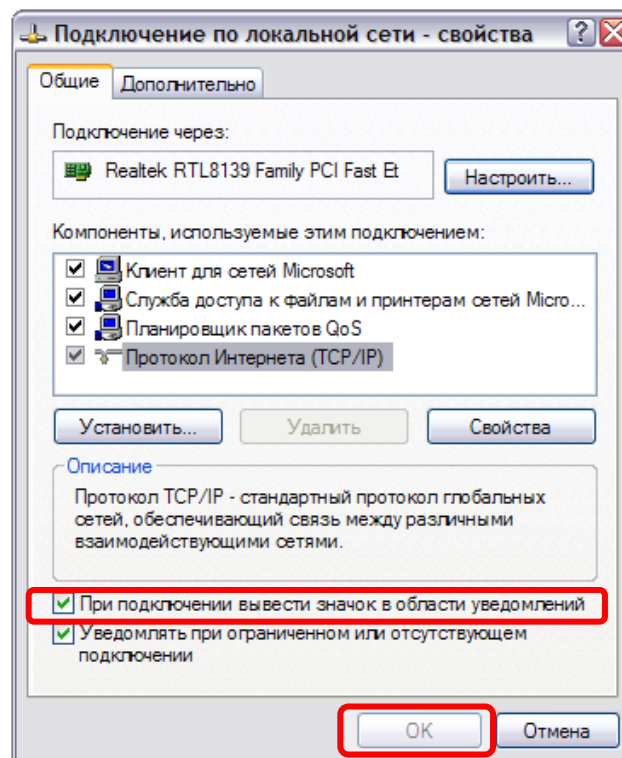 Подключение по локальной сети - свойства
Общие
Дополнительно
Подключение через:
Realtek RTL8139 Family PCI Fast Et
Настроить...
Компоненты, используемые этим подключением:
Клиент для сетей Microsoft
Служба доступа к файлам и принтерам сетей Micro...
Планировщик пакетов QoS
Протокол Интернета (TCP/IP)
Установить...
Удалить
Свойства
Описание
Протокол TCP/IP - стандартный протокол глобальных
сетей, обеспечивающий связь между различными
взаимодействующими сетями.
При подключении вывести значок в области уведомлений
Уведомлять при ограниченном или отсутствующем
подключении
OK
Отмена